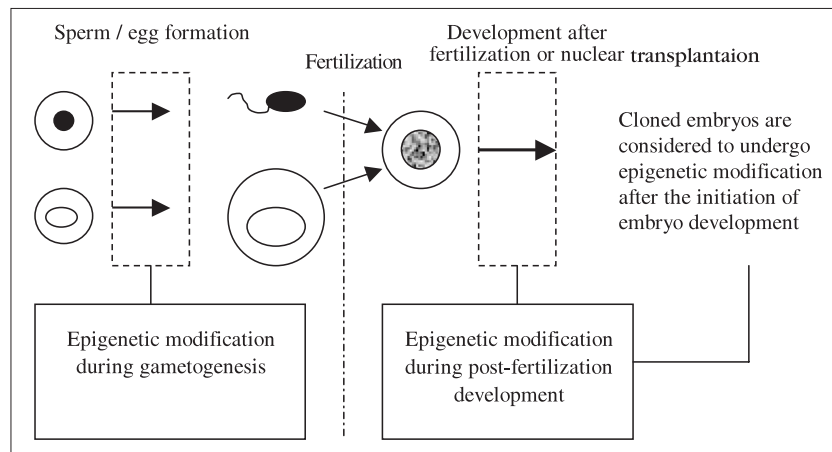 Sperm / egg formation
Fertilization
Development after
fertilization or nuclear transplantaion
Cloned embryos are
considered to undergo
epigenetic modification
after the initiation of
embryo development
Epigenetic modification
during gametogenesis
Epigenetic modification
during post-fertilization
development